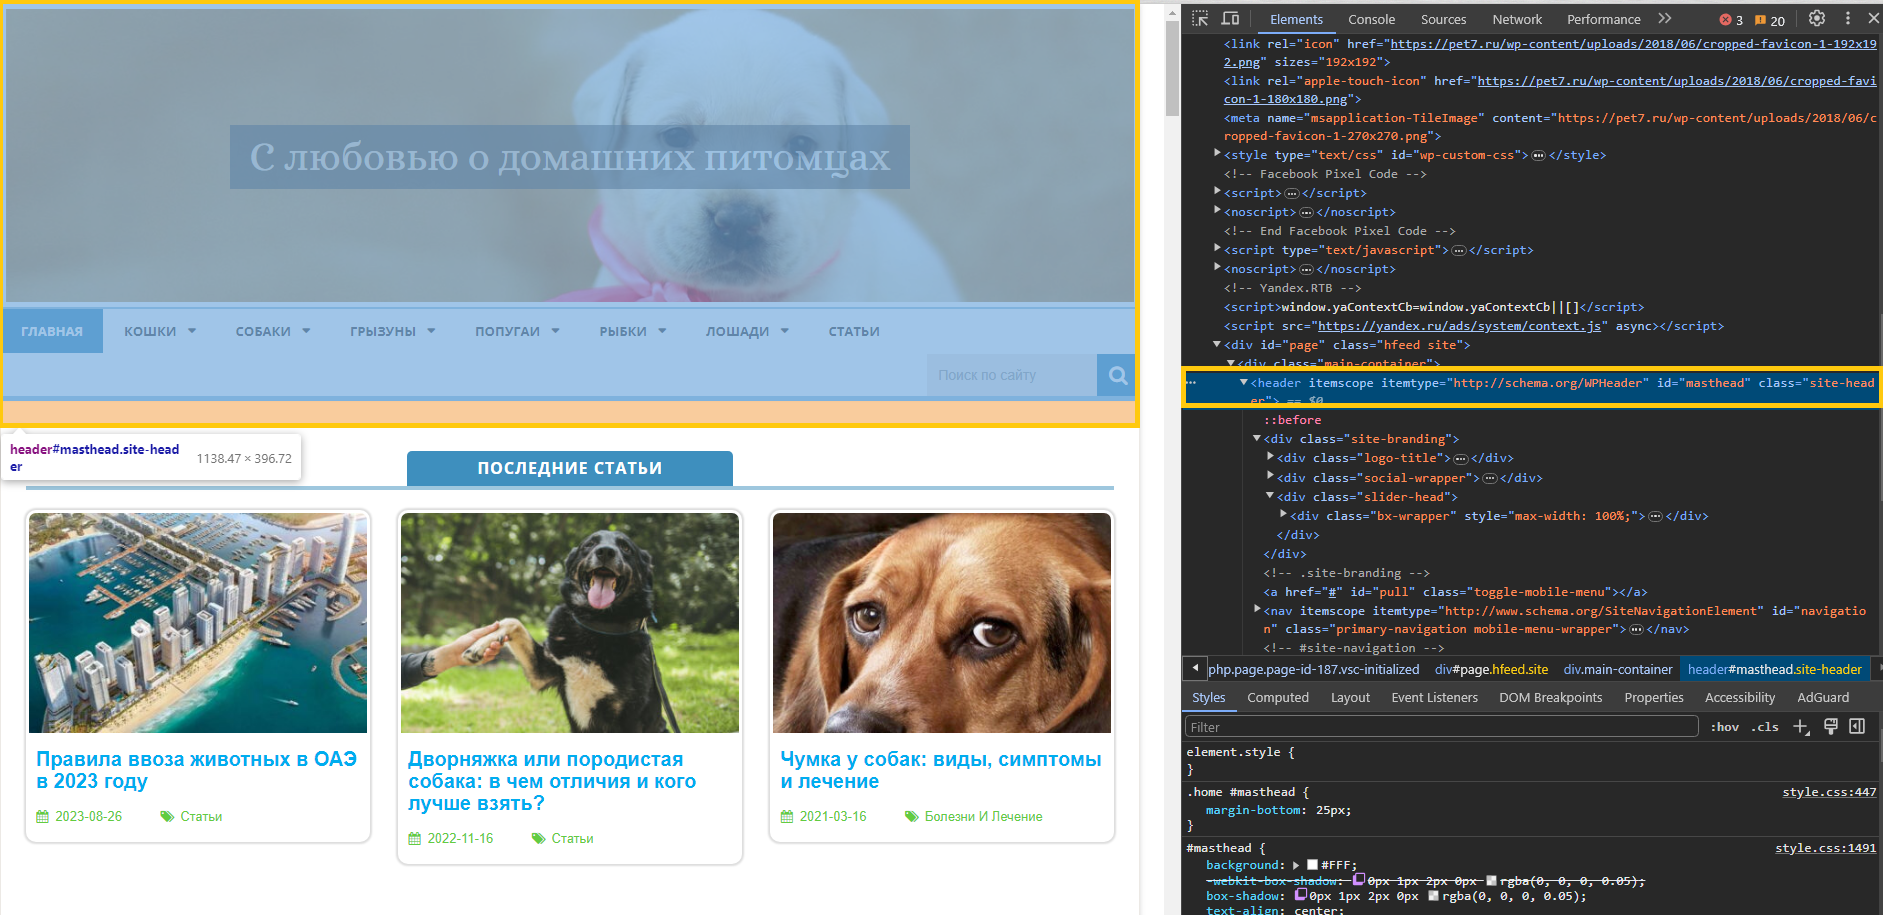 С любовью о домашних питомцах
ГЛАВНАЯ КОШКИ СОБАКИ ГРЫЗУНЫ ПОПУГАИ РЫБКИ ЛОШАДИ СТАТЬИ
Поиск по сайту
header#masthead.site-head
er
1138.47 × 396.72
ПОСЛЕДНИЕ СТАТЬИ
Правила ввоза животных в ОАЭ
в 2023 году
2023-08-26 Статьи
Дворняжка или породистая
собака: в чем отличия и кого
лучше взять?
2022-11-16 Статьи
Чумка у собак: виды, симптомы
и лечение
2021-03-16 Болезни И Лечение
Elements Console Sources Network Performance 3 20
<link rel="icon" href="https://pet7.ru/wp-content/uploads/2018/06/cropped-favicon-1-192x19
2.png" sizes="192x192">
<link rel="apple-touch-icon" href="https://pet7.ru/wp-content/uploads/2018/06/cropped-favi
con-1-180x180.png">
<meta name="msapplication-TileImage" content="https://pet7.ru/wp-content/uploads/2018/06/c
ropped-favicon-1-270x270.png">
<style type="text/css" id="wp-custom-css">…</style>
<!-- Facebook Pixel Code -->
<script>…</script>
<noscript>…</noscript>
<!-- End Facebook Pixel Code -->
<script type="text/javascript">…</script>
<noscript>…</noscript>
<!-- Yandex.RTB -->
<script>window.yaContextCb=window.yaContextCb||[]</script>
<script src="https://yandex.ru/ads/system/context.js" async></script>
<div id="page" class="hfeed site">
<div class="main-container">
<header itemscope itemtype="http://schema.org/WPHeader" id="masthead" class="site-head
er"> == $0
::before
<div class="site-branding">
<div class="logo-title">…</div>
<div class="social-wrapper">…</div>
<div class="slider-head">
<div class="bx-wrapper" style="max-width: 100%;">…</div>
</div>
</div>
<!-- .site-branding -->
<a href="#" id="pull" class="toggle-mobile-menu"></a>
<nav itemscope itemtype="http://www.schema.org/SiteNavigationElement" id="navigatio
n" class="primary-navigation mobile-menu-wrapper">…</nav>
<!-- #site-navigation -->
php.page.page-id-187.vsc-initialized div#page.hfeed.site div.main-container header#masthead.site-header
Styles Computed Layout Event Listeners DOM Breakpoints Properties Accessibility AdGuard
Filter :hov .cls
element.style {
}
.home #masthead { style.css:447
margin-bottom: 25px;
}
#masthead { style.css:1491
background: #FFF;
-webkit-box-shadow: 0px 1px 2px 0px rgba(0, 0, 0, 0.05);
box-shadow: 0px 1px 2px 0px rgba(0, 0, 0, 0.05);
text-align: center;